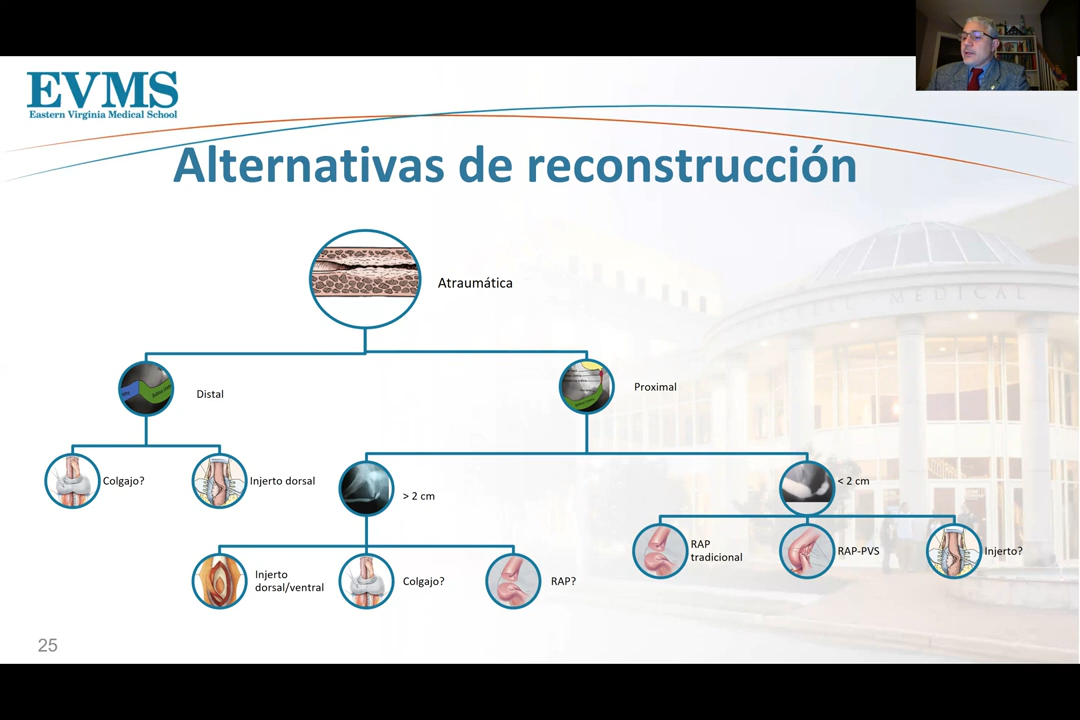 EVMS
Eastern Virginia Medical School
Alternativas de reconstrucción
MEDICAL
Atraumática
Distal
Proximal
Colgajo?
Injerto dorsal
> 2 cm
< 2 cm
RAP
tradicional
RAP-PVS
Injerto?
Injerto
dorsal/ventral
Colgajo?
RAP?
25